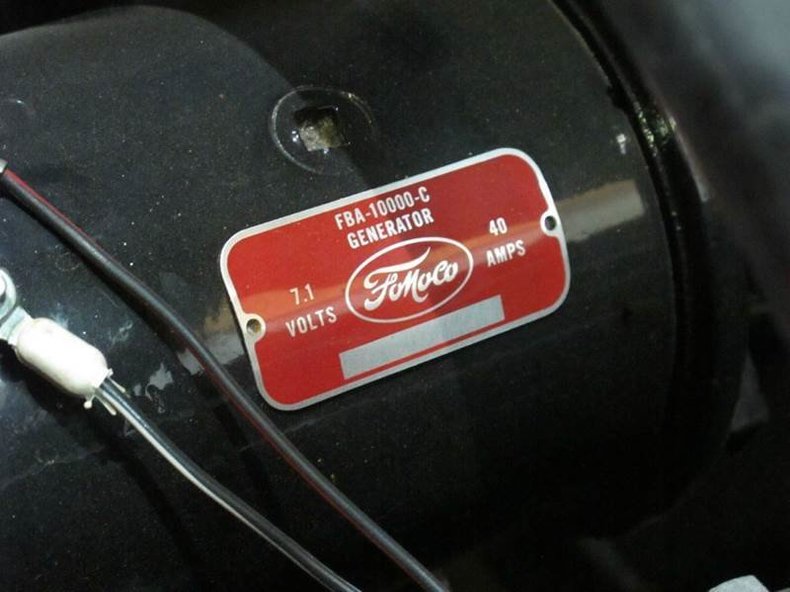 FBA-10000-C
GENERATOR
7.1
VOLTS
FoMoCo
40
AMPS